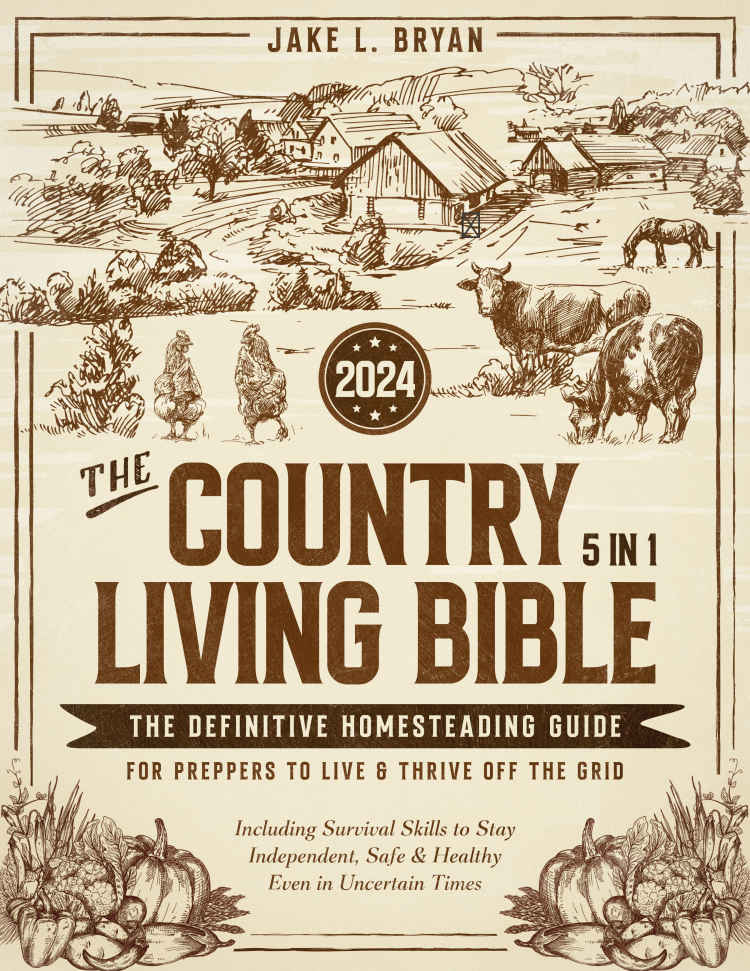 JAKE L. BRYAN
2024
THE
COUNTRY
5 IN 1
LIVING BIBLE
THE DEFINITIVE HOMESTEADING GUIDE
FOR PREPPERS TO LIVE & THRIVE OFF THE GRID
Including Survival Skills to Stay
Independent, Safe & Healthy
Even in Uncertain Times